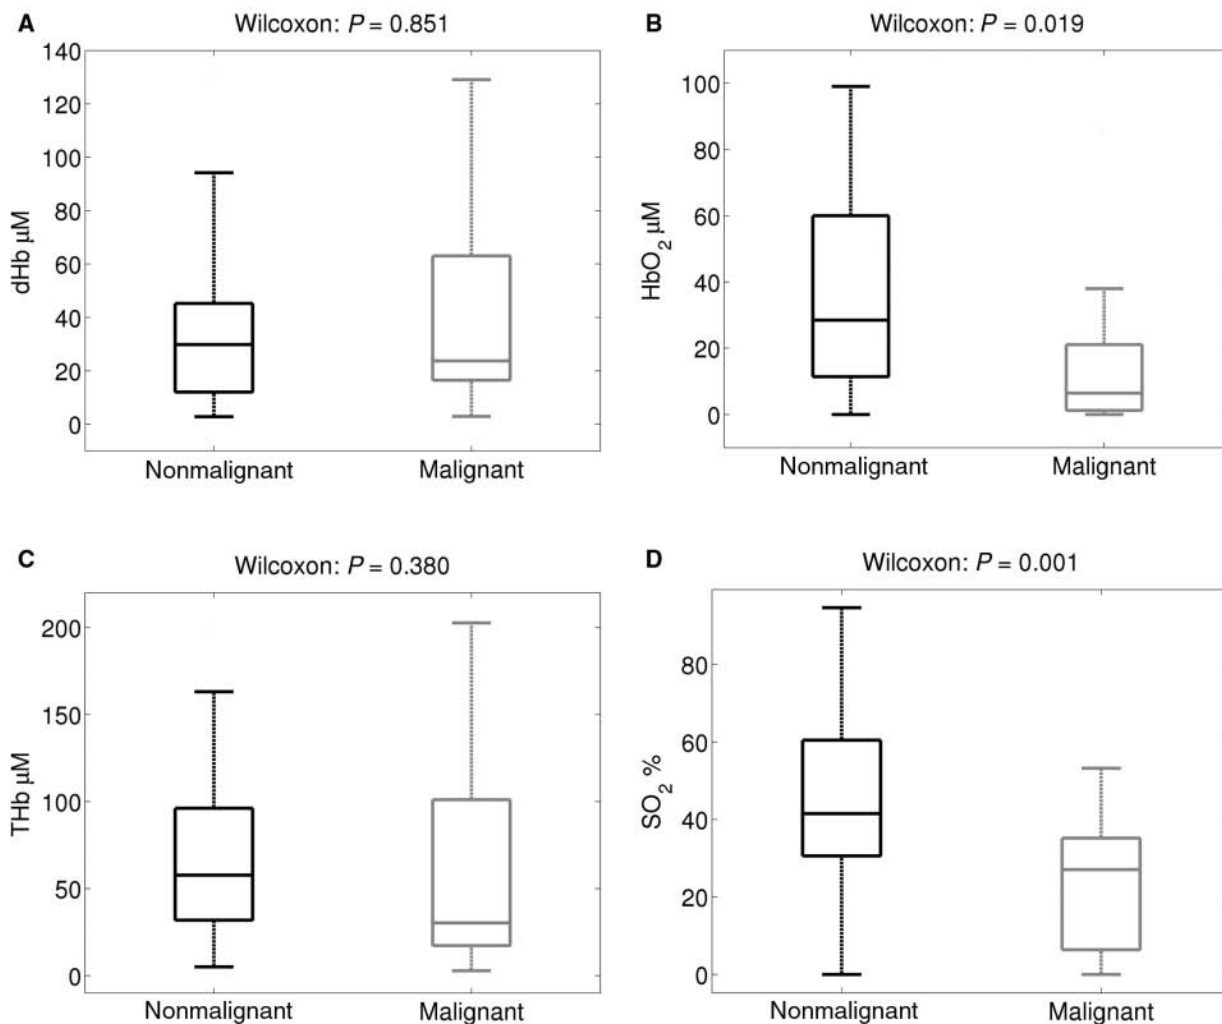 A
Wilcoxon: P = 0.851
140
120
100
80
60
40
20
0
dHb μM
Nonmalignant Malignant
B
Wilcoxon: P = 0.019
100
80
60
40
20
0
HbO₂ μM
Nonmalignant Malignant
C
Wilcoxon: P = 0.380
200
150
100
50
0
THb μM
Nonmalignant Malignant
D
Wilcoxon: P = 0.001
80
60
40
20
0
SO₂ %
Nonmalignant Malignant